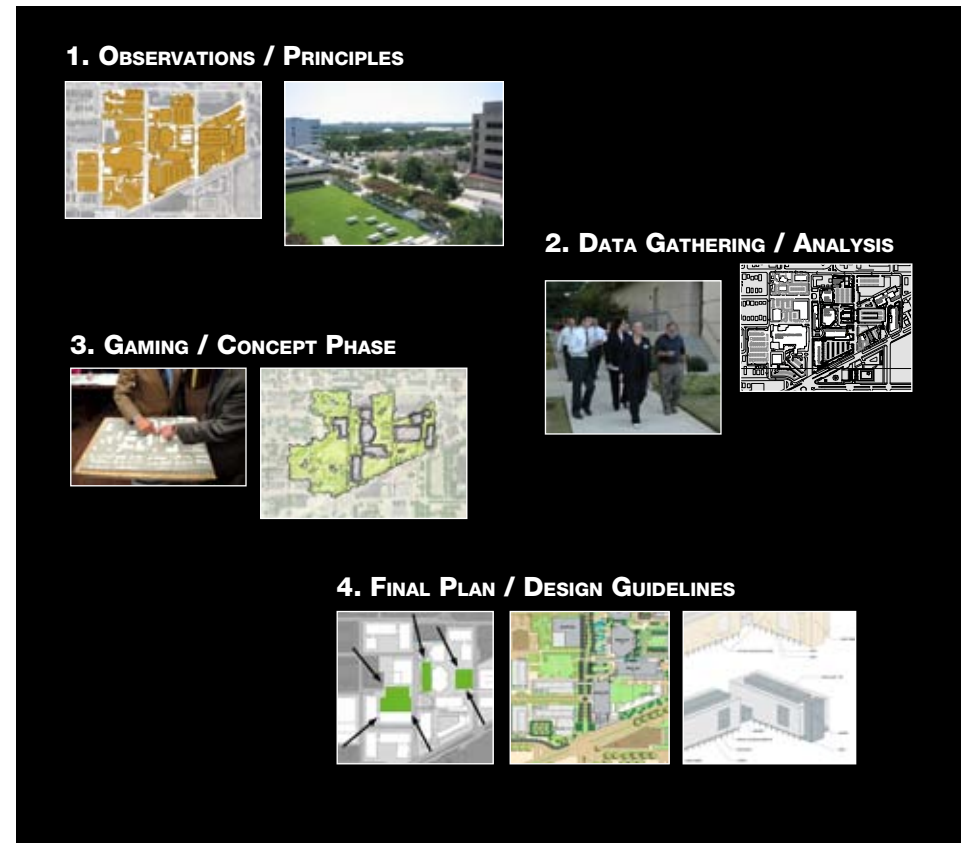 1. Observations / Principles
2. Data Gathering / Analysis
3. Gaming / Concept Phase
4. Final Plan / Design Guidelines